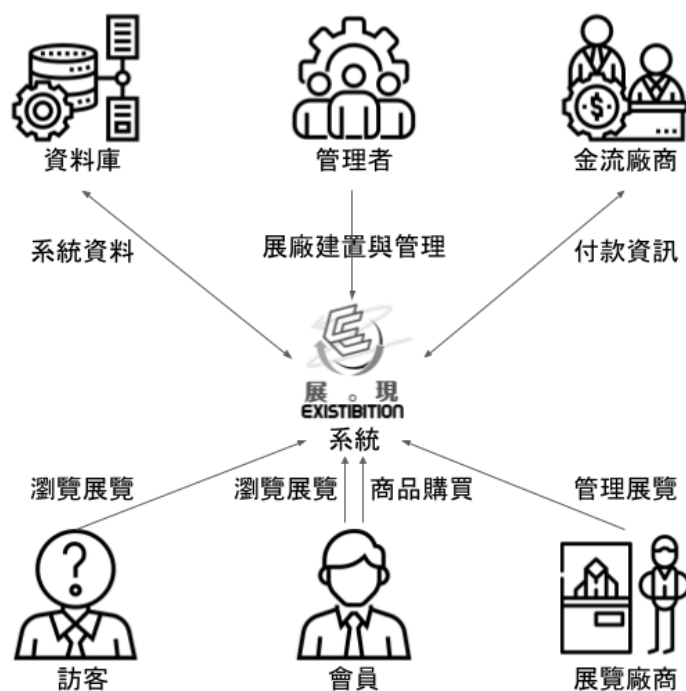 資料庫
管理者
金流廠商
系統資料
展廠建置與管理
付款資訊
展。現
EXISTIBITION
系統
瀏覽展覽
瀏覽展覽
商品購買
管理展覽
訪客
會員
展覽廠商